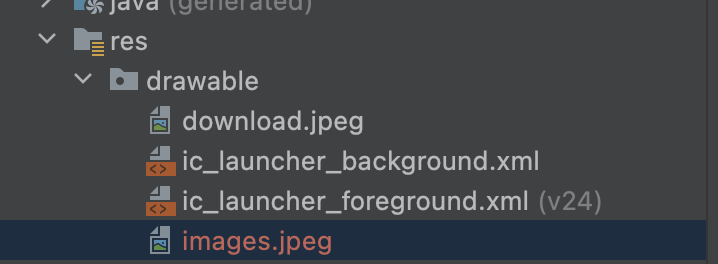 java (generated)
res
drawable
download.jpeg
ic_launcher_background.xml
ic_launcher_foreground.xml (v24)
images.jpeg